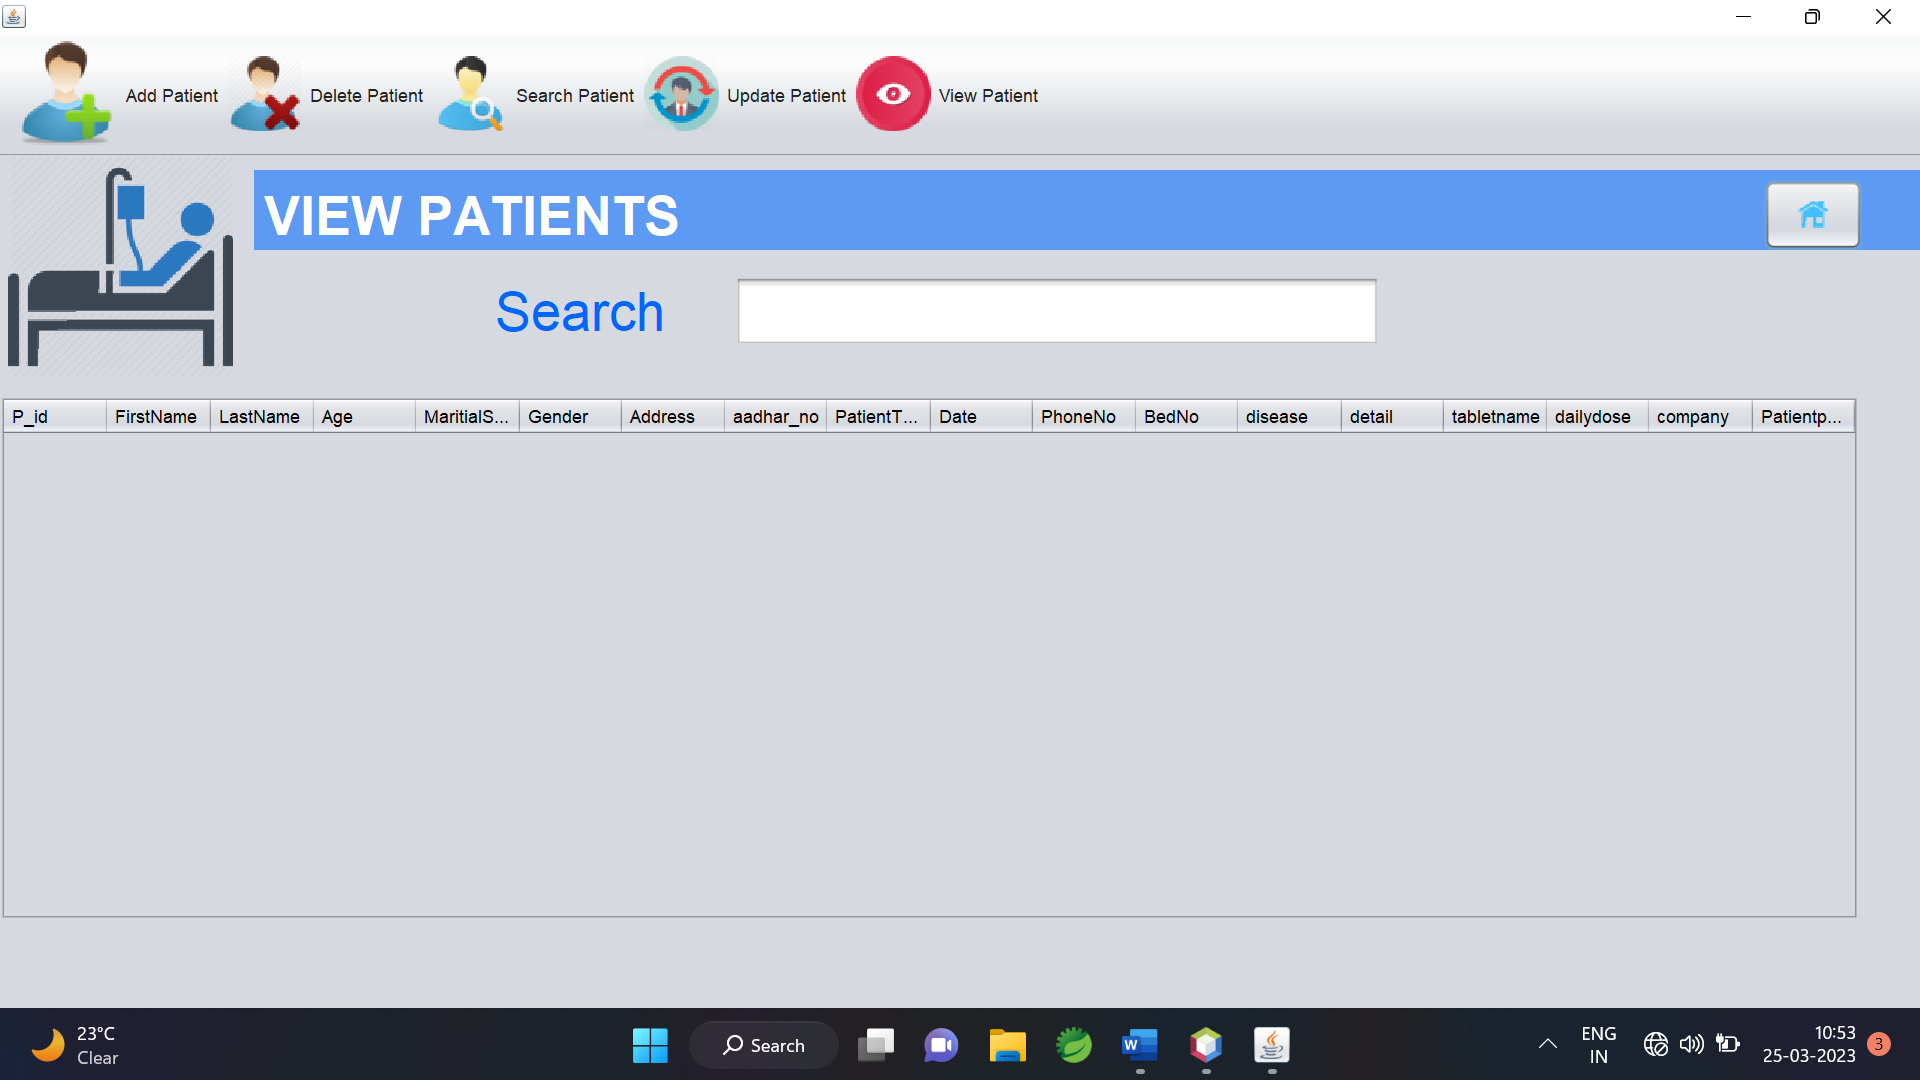 Add Patient Delete Patient Search Patient Update Patient View Patient
VIEW PATIENTS
Search
P_id FirstName LastName Age MaritialS... Gender Address aadhar_no PatientT... Date PhoneNo BedNo disease detail tabletname dailydose company Patientp...
23°C
Clear
Search
W
ENG
IN
10:53
25-03-2023
3